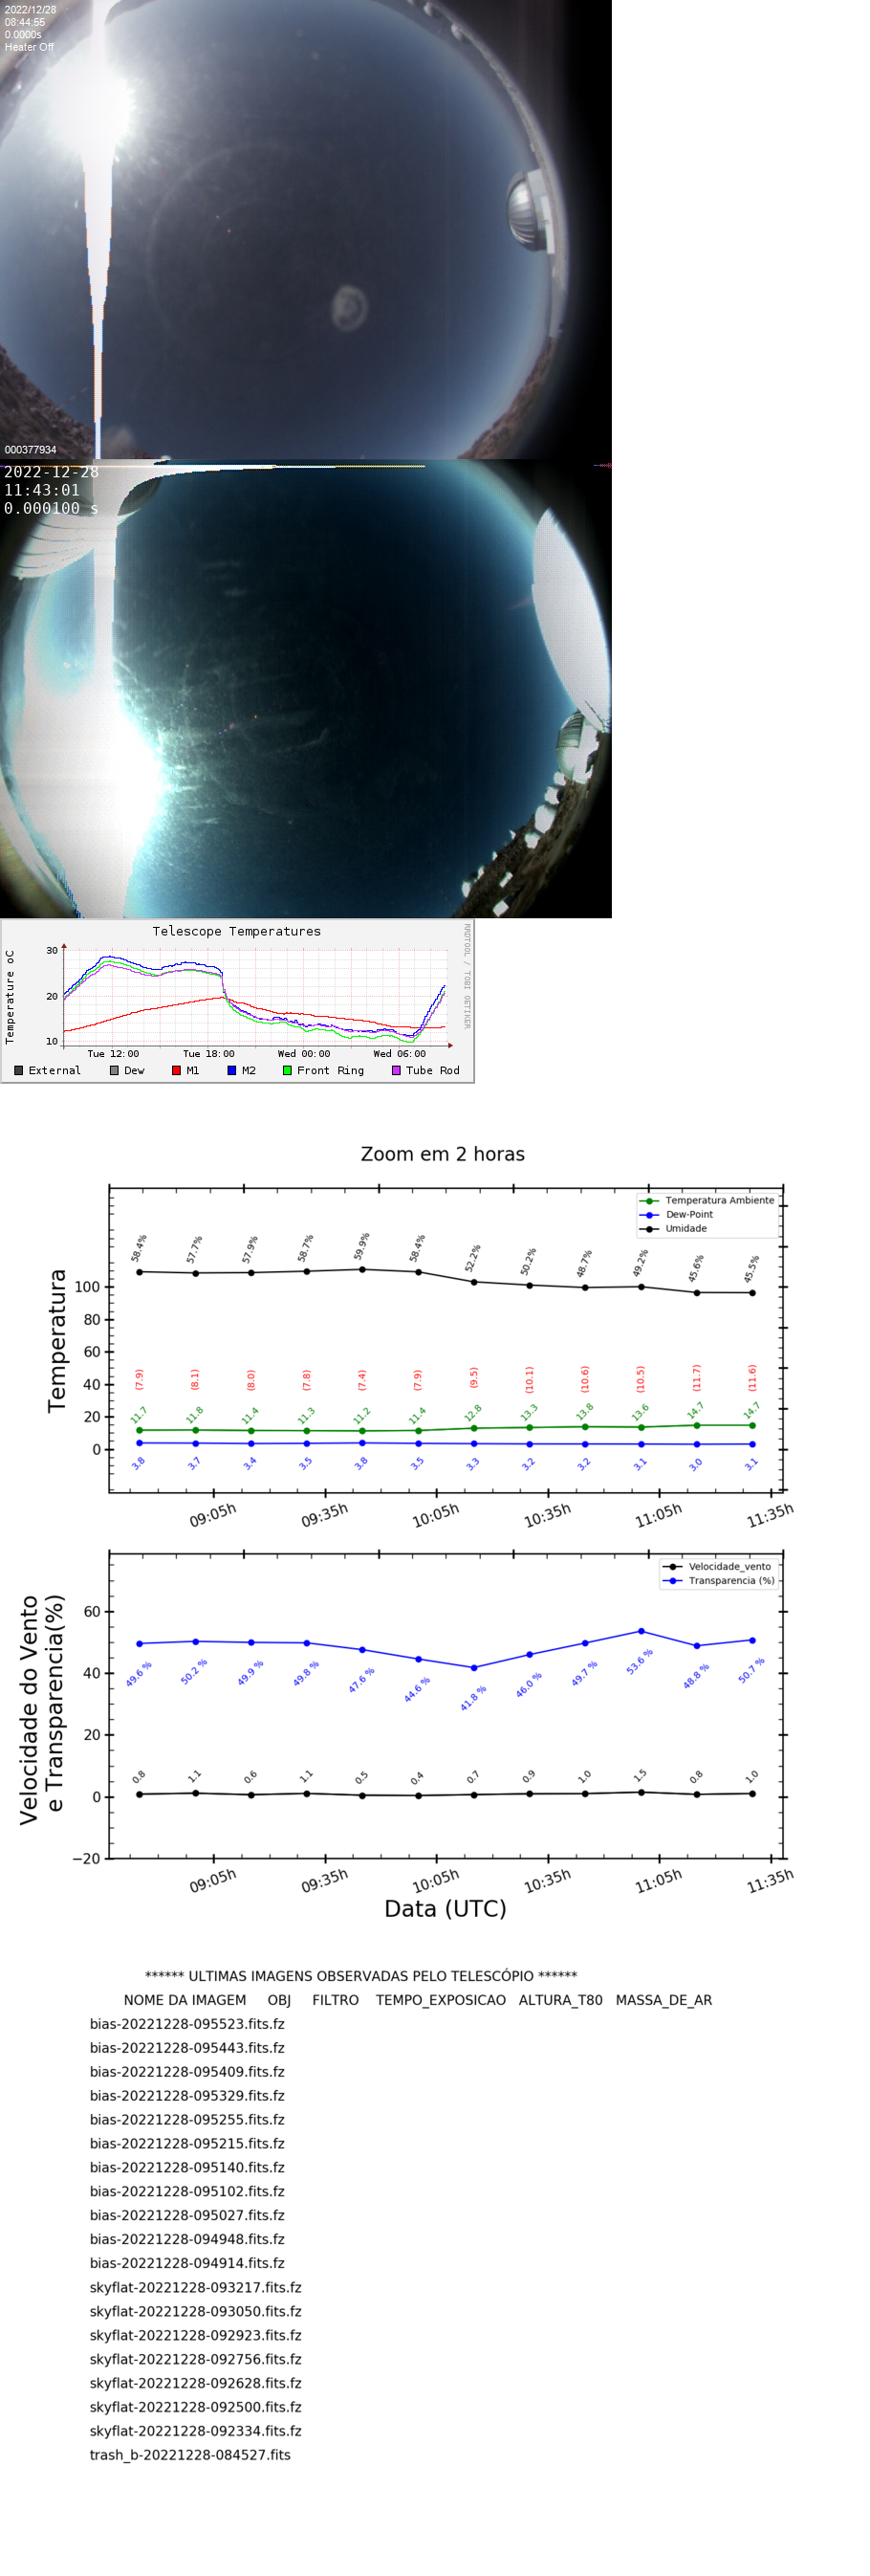 2022/12/28
08:44:55
0.0000s
Heater Off
000377934
2022-12-28
11:43:01
0.000100 s
Telescope Temperatures
Temperature oC
30
20
10
Tue 12:00 Tue 18:00 Wed 00:00 Wed 06:00
External Dew M1 M2 Front Ring Tube Rod
RRDTOOL / TOBI OETIKER
Zoom em 2 horas
Temperatura Ambiente
Dew-Point
Umidade
Temperatura
100
80
60
40
20
0
58.4% 57.7% 57.9% 58.7% 59.9% 58.4% 52.2% 50.2% 48.7% 49.2% 45.6% 45.5%
(7.9) (8.1) (8.0) (7.8) (7.4) (7.9) (9.5) (10.1) (10.6) (10.5) (11.7) (11.6)
11.7 11.8 11.4 11.3 11.2 11.4 12.8 13.3 13.8 13.6 14.7 14.7
3.8 3.7 3.4 3.5 3.8 3.5 3.3 3.2 3.2 3.1 3.0 3.1
09:05h 09:35h 10:05h 10:35h 11:05h 11:35h
Velocidade_vento
Transparencia (%)
Velocidade do Vento
e Transparencia(%)
60
40
20
0
−20
49.6 % 50.2 % 49.9 % 49.8 % 47.6 % 44.6 % 41.8 % 46.0 % 49.7 % 53.6 % 48.8 % 50.7 %
0.8 1.1 0.6 1.1 0.5 0.4 0.7 0.9 1.0 1.5 0.8 1.0
09:05h 09:35h 10:05h 10:35h 11:05h 11:35h
Data (UTC)
****** ULTIMAS IMAGENS OBSERVADAS PELO TELESCÓPIO ******
NOME DA IMAGEM OBJ FILTRO TEMPO_EXPOSICAO ALTURA_T80 MASSA_DE_AR
bias-20221228-095523.fits.fz
bias-20221228-095443.fits.fz
bias-20221228-095409.fits.fz
bias-20221228-095329.fits.fz
bias-20221228-095255.fits.fz
bias-20221228-095215.fits.fz
bias-20221228-095140.fits.fz
bias-20221228-095102.fits.fz
bias-20221228-095027.fits.fz
bias-20221228-094948.fits.fz
bias-20221228-094914.fits.fz
skyflat-20221228-093217.fits.fz
skyflat-20221228-093050.fits.fz
skyflat-20221228-092923.fits.fz
skyflat-20221228-092756.fits.fz
skyflat-20221228-092628.fits.fz
skyflat-20221228-092500.fits.fz
skyflat-20221228-092334.fits.fz
trash_b-20221228-084527.fits